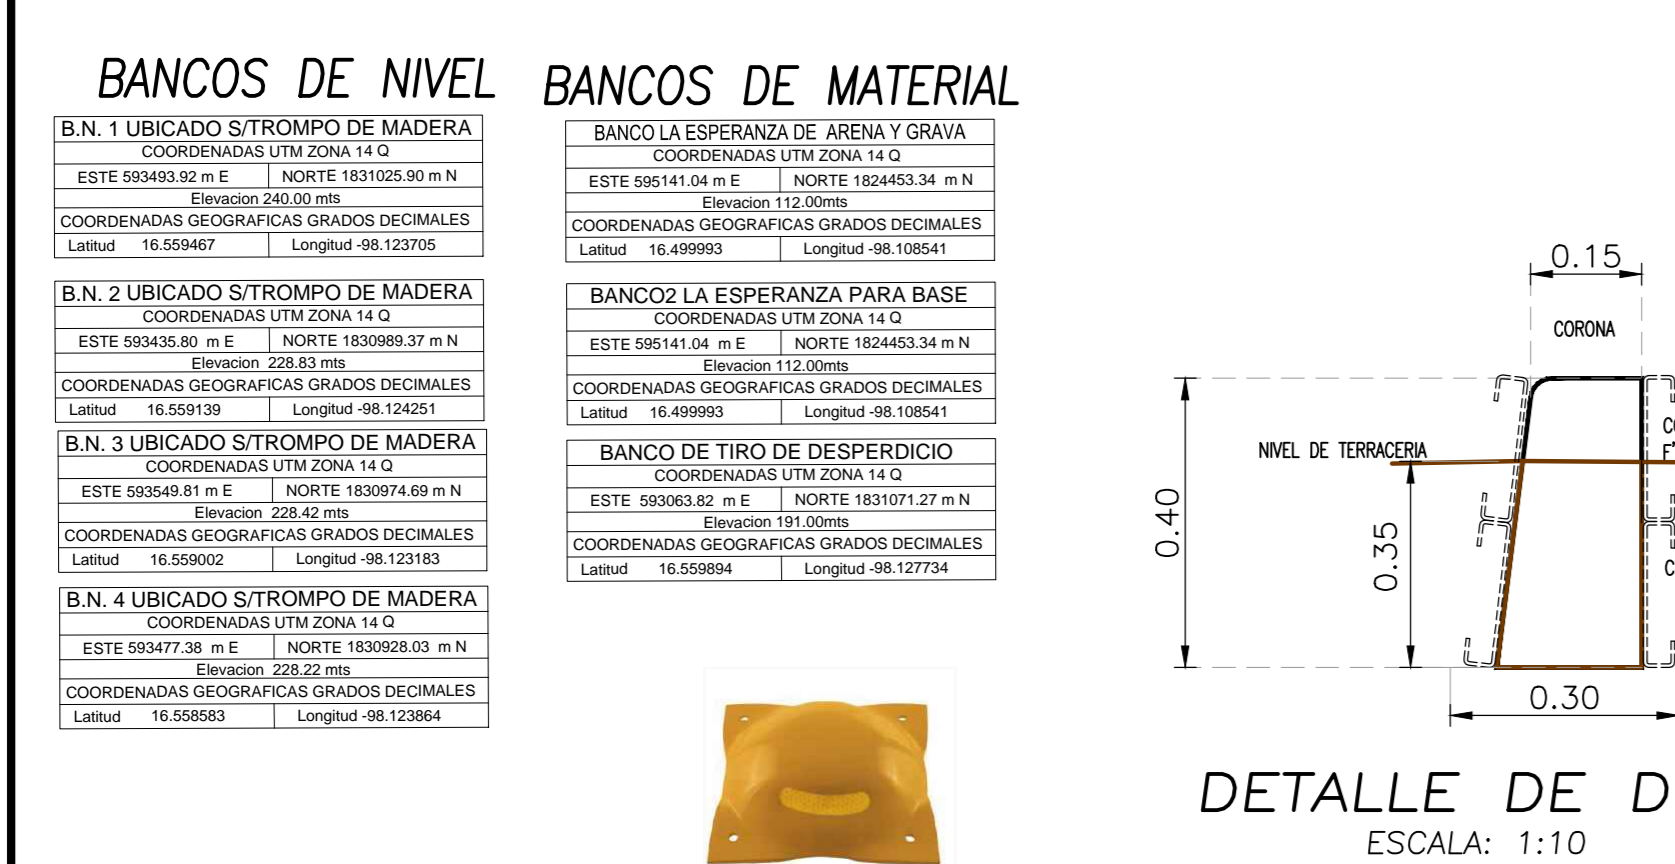 BANCOS DE NIVEL
B.N. 1 UBICADO S/TROMPO DE MADERA
COORDENADAS UTM ZONA 14 Q
ESTE 593493.92 m E NORTE 1831025.90 m N
Elevacion 240.00 mts
COORDENADAS GEOGRAFICAS GRADOS DECIMALES
Latitud 16.559467 Longitud -98.123705
B.N. 2 UBICADO S/TROMPO DE MADERA
COORDENADAS UTM ZONA 14 Q
ESTE 593435.80 m E NORTE 1830989.37 m N
Elevacion 228.83 mts
COORDENADAS GEOGRAFICAS GRADOS DECIMALES
Latitud 16.559139 Longitud -98.124251
B.N. 3 UBICADO S/TROMPO DE MADERA
COORDENADAS UTM ZONA 14 Q
ESTE 593549.81 m E NORTE 1830974.69 m N
Elevacion 228.42 mts
COORDENADAS GEOGRAFICAS GRADOS DECIMALES
Latitud 16.559002 Longitud -98.123183
B.N. 4 UBICADO S/TROMPO DE MADERA
COORDENADAS UTM ZONA 14 Q
ESTE 593477.38 m E NORTE 1830928.03 m N
Elevacion 228.22 mts
COORDENADAS GEOGRAFICAS GRADOS DECIMALES
Latitud 16.558583 Longitud -98.123864
BANCOS DE MATERIAL
BANCO LA ESPERANZA DE ARENA Y GRAVA
COORDENADAS UTM ZONA 14 Q
ESTE 595141.04 m E NORTE 1824453.34 m N
Elevacion 112.00mts
COORDENADAS GEOGRAFICAS GRADOS DECIMALES
Latitud 16.499993 Longitud -98.108541
BANCO2 LA ESPERANZA PARA BASE
COORDENADAS UTM ZONA 14 Q
ESTE 595141.04 m E NORTE 1824453.34 m N
Elevacion 112.00mts
COORDENADAS GEOGRAFICAS GRADOS DECIMALES
Latitud 16.499993 Longitud -98.108541
BANCO DE TIRO DE DESPERDICIO
COORDENADAS UTM ZONA 14 Q
ESTE 593063.82 m E NORTE 1831071.27 m N
Elevacion 191.00mts
COORDENADAS GEOGRAFICAS GRADOS DECIMALES
Latitud 16.559894 Longitud -98.127734
0.15
CORONA
NIVEL DE TERRACERIA
0.40
0.35
0.30
DETALLE DE D
ESCALA: 1:10